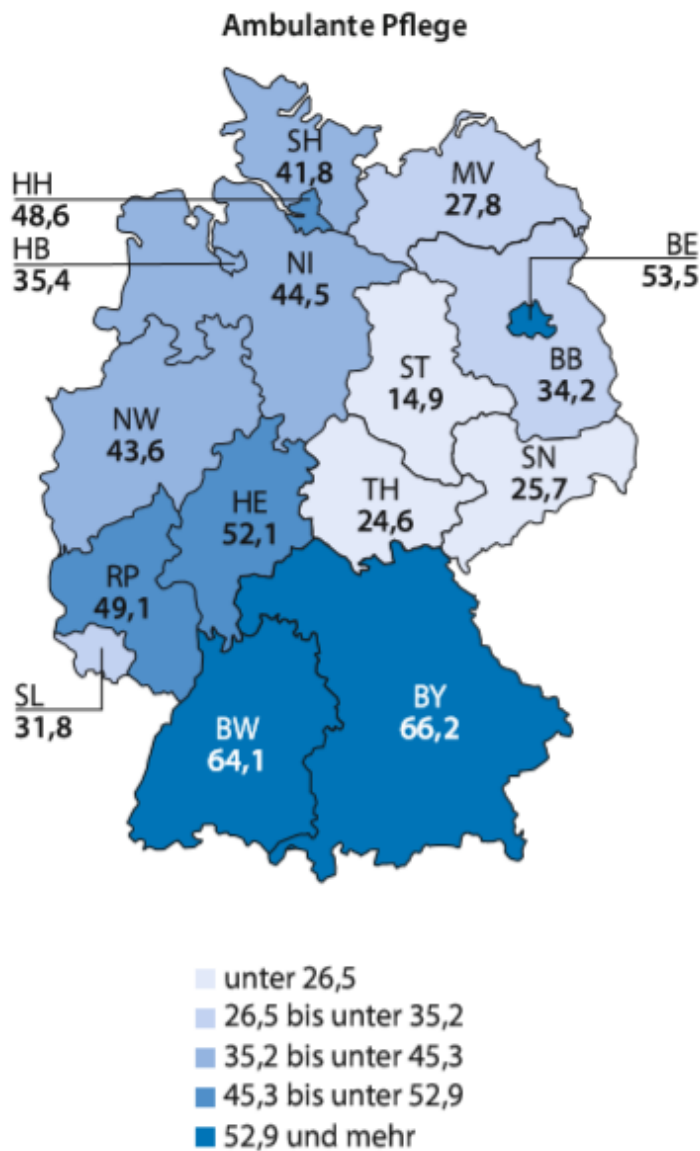 Ambulante Pflege
SH
41,8
HH
48,6
MV
27,8
HB
35,4
BE
53,5
NI
44,5
ST
14,9
BB
34,2
NW
43,6
SN
25,7
TH
24,6
HE
52,1
RP
49,1
SL
31,8
BW
64,1
BY
66,2
unter 26,5
26,5 bis unter 35,2
35,2 bis unter 45,3
45,3 bis unter 52,9
52,9 und mehr